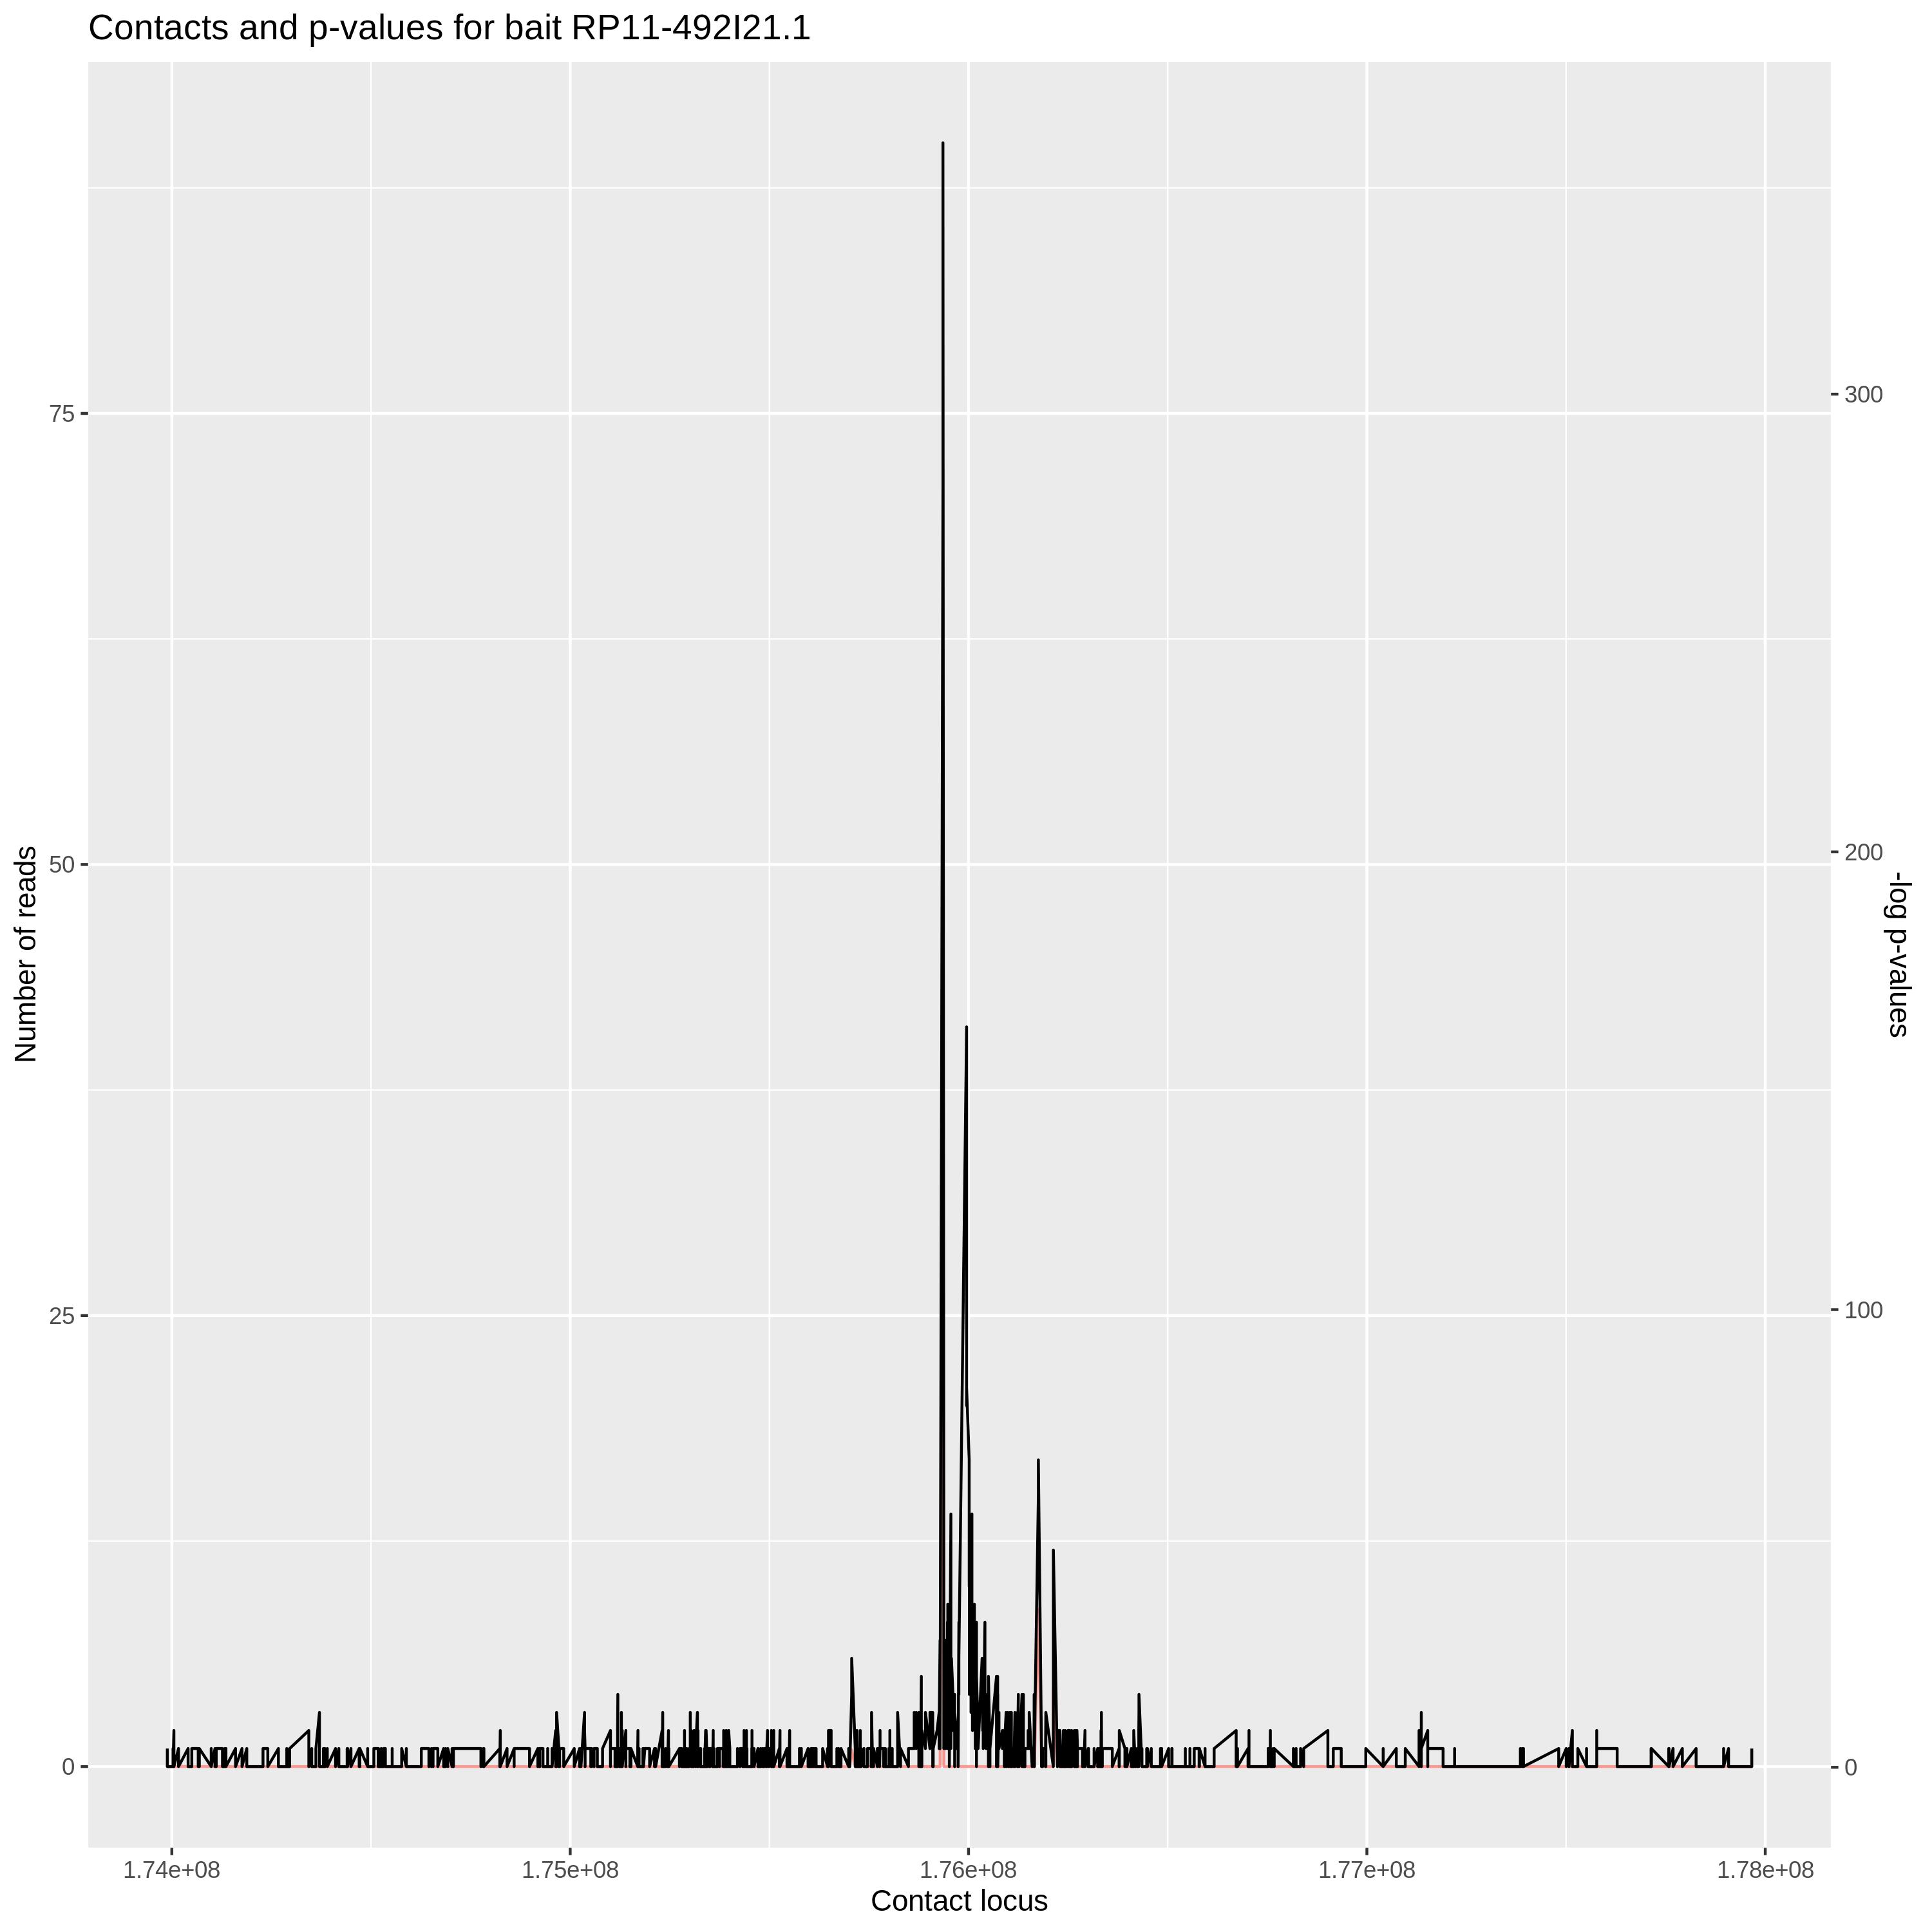 Contacts and p-values for bait RP11-492I21.1
75
50
25
0
Number of reads
300
200
100
0
-log p-values
1.74e+08
1.75e+08
1.76e+08
1.77e+08
1.78e+08
Contact locus